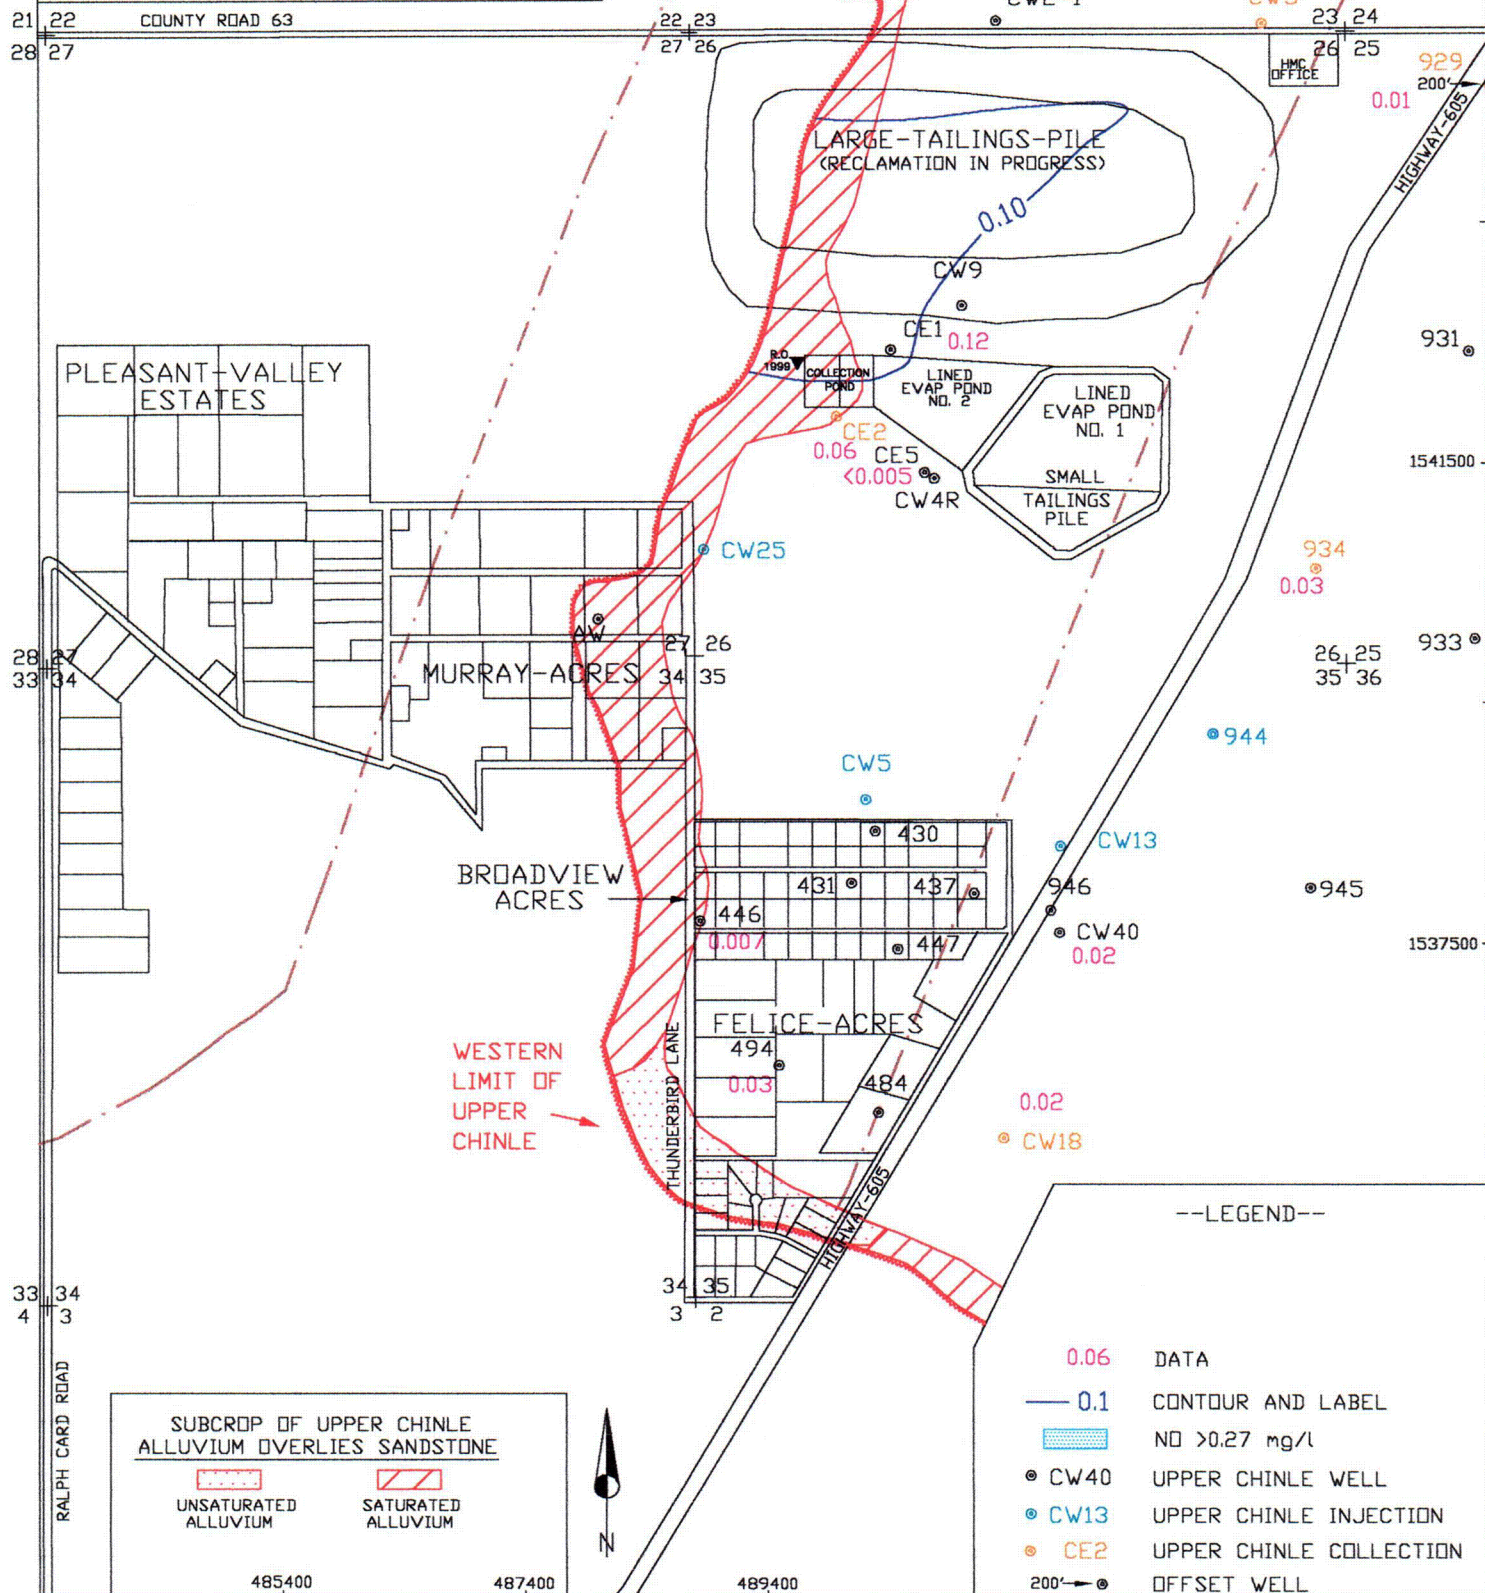 21 22
28 27
COUNTY ROAD 63
22 23
27 26
CW3
23 24
26 25
HMC
OFFICE
929
200'
0.01
HIGHWAY-605
LARGE-TAILINGS-PILE
(RECLAMATION IN PROGRESS)
0.10
CW9
CE1
0.12
931
R.O.
1999
COLLECTION
POND
LINED
EVAP POND
NO. 2
LINED
EVAP POND
NO. 1
PLEASANT-VALLEY
ESTATES
CE2
0.06
CE5
<0.005
CW4R
SMALL
TAILINGS
PILE
1541500
CW25
934
0.03
AW
933
28 27
33 34
27 26
34 35
MURRAY-ACRES
26 25
35 36
944
CW5
430
CW13
BROADVIEW
ACRES
431
437
946
945
446
0.007
447
CW40
0.02
1537500
FELICE-ACRES
THUNDERBIRD LANE
494
0.03
484
WESTERN
LIMIT OF
UPPER
CHINLE
0.02
CW18
HIGHWAY-605
33 34
4 3
34 35
3 2
RALPH CARD ROAD
SUBCROP OF UPPER CHINLE
ALLUVIUM OVERLIES SANDSTONE
UNSATURATED
ALLUVIUM
SATURATED
ALLUVIUM
N
--LEGEND--
0.06 DATA
0.1 CONTOUR AND LABEL
NO >0.27 mg/l
CW40 UPPER CHINLE WELL
CW13 UPPER CHINLE INJECTION
CE2 UPPER CHINLE COLLECTION
200' OFFSET WELL
485400
487400
489400